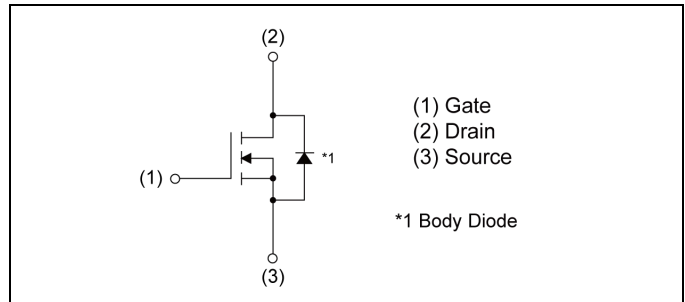 (2)
(1) Gate
(2) Drain
(3) Source
*1
(1)
*1 Body Diode
(3)